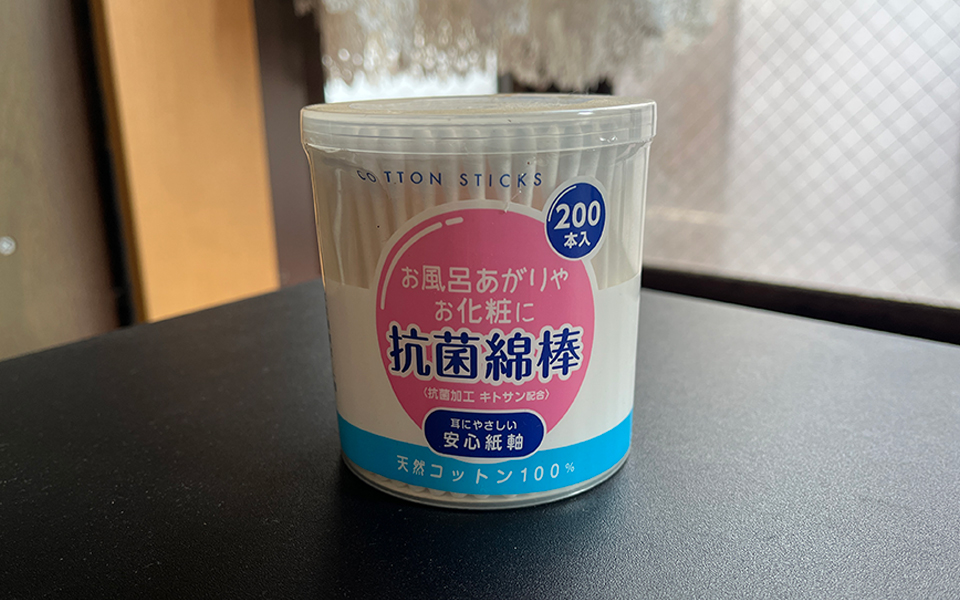 COTTON STICKS
200
本入
お風呂あがりや
お化粧に
抗菌綿棒
〈抗菌加工 キトサン配合〉
耳にやさしい
安心紙軸
天然コットン100%